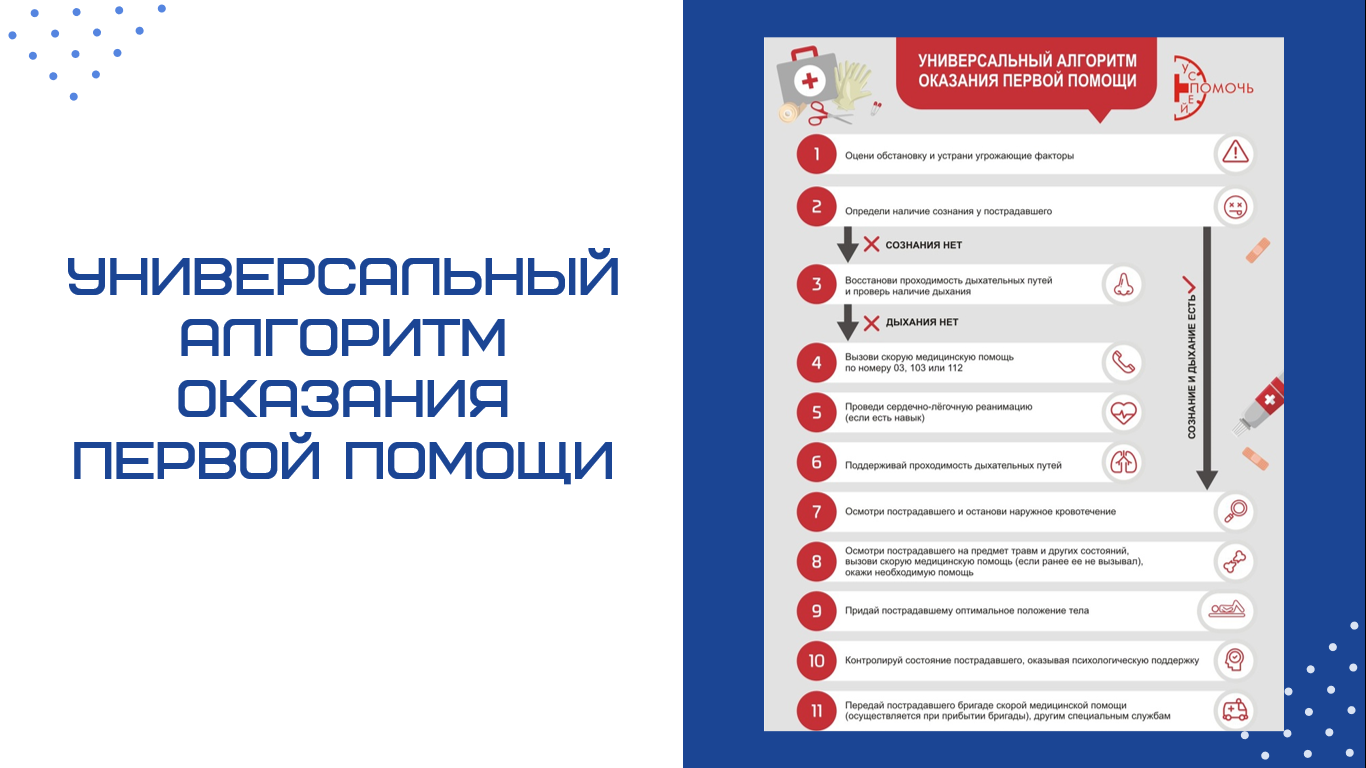 УНИВЕРСАЛЬНЫЙ
АЛГОРИТМ
ОКАЗАНИЯ
ПЕРВОЙ ПОМОЩИ
УНИВЕРСАЛЬНЫЙ АЛГОРИТМ
ОКАЗАНИЯ ПЕРВОЙ ПОМОЩИ
УСПЕЙ
ПОМОЧЬ
1
Оцени обстановку и устрани угрожающие факторы
2
Определи наличие сознания у пострадавшего
СОЗНАНИЯ НЕТ
3
Восстанови проходимость дыхательных путей
и проверь наличие дыхания
ДЫХАНИЯ НЕТ
СОЗНАНИЕ И ДЫХАНИЕ ЕСТЬ
4
Вызови скорую медицинскую помощь
по номеру 03, 103 или 112
5
Проведи сердечно-лёгочную реанимацию
(если есть навык)
6
Поддерживай проходимость дыхательных путей
7
Осмотри пострадавшего и останови наружное кровотечение
8
Осмотри пострадавшего на предмет травм и других состояний,
вызови скорую медицинскую помощь (если ранее ее не вызывал),
окажи необходимую помощь
9
Придай пострадавшему оптимальное положение тела
10
Контролируй состояние пострадавшего, оказывая психологическую поддержку
11
Передай пострадавшего бригаде скорой медицинской помощи
(осуществляется при прибытии бригады), другим специальным службам